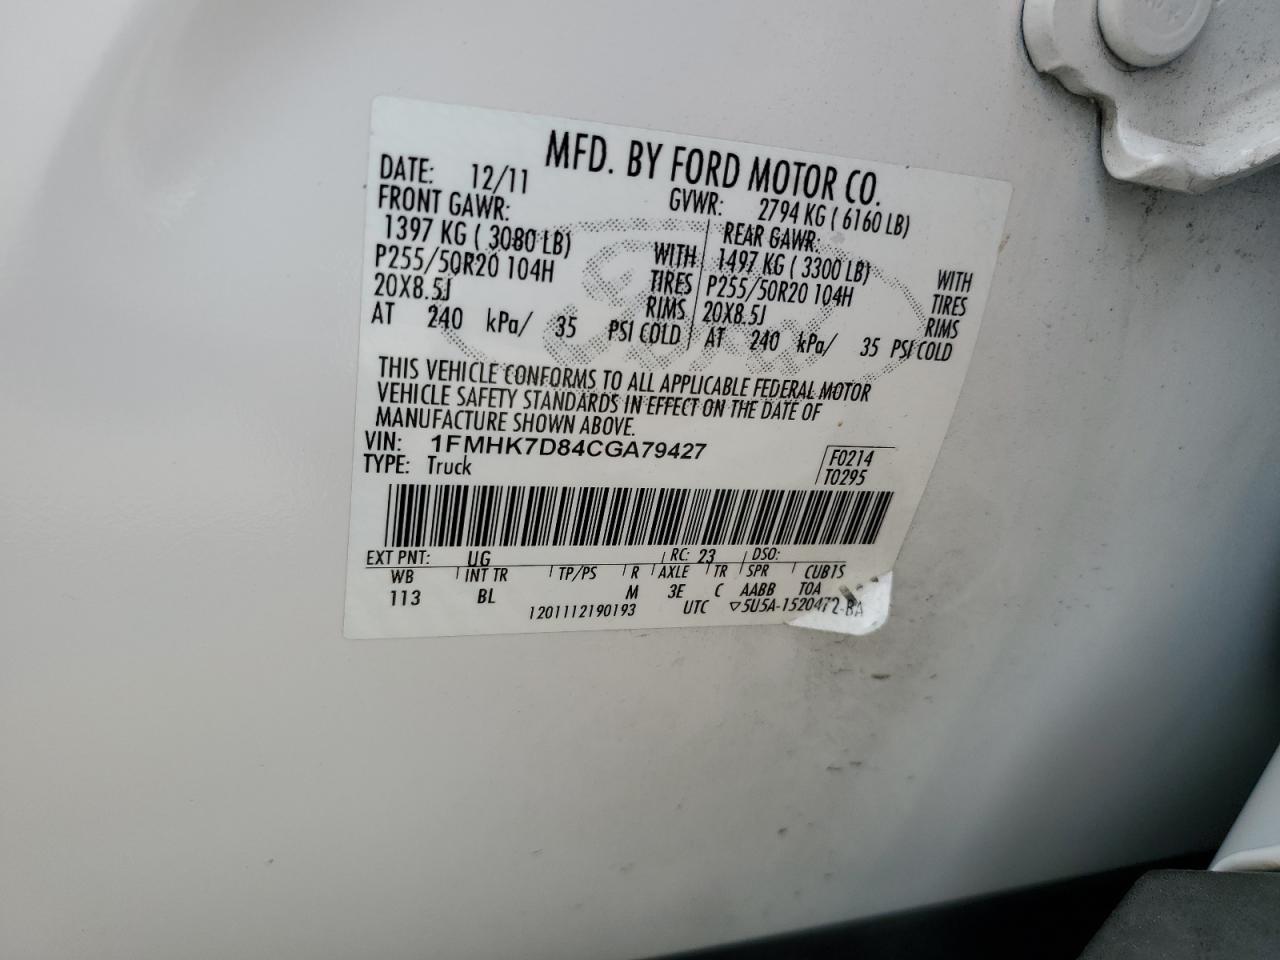 MFD. BY FORD MOTOR CO.
DATE: 12/11 GVWR: 2794 KG ( 6160 LB)
FRONT GAWR: REAR GAWR:
1397 KG ( 3080 LB) WITH 1497 KG ( 3300 LB) WITH
P255/50R20 104H TIRES P255/50R20 104H TIRES
20X8.5J RIMS 20X8.5J RIMS
AT 240 kPa/ 35 PSI COLD AT 240 kPa/ 35 PSI COLD
THIS VEHICLE CONFORMS TO ALL APPLICABLE FEDERAL MOTOR
VEHICLE SAFETY STANDARDS IN EFFECT ON THE DATE OF
MANUFACTURE SHOWN ABOVE.
VIN: 1FMHK7D84CGA79427
TYPE: Truck
F0214
T0295
EXT PNT: UG RC: 23 DSO:
WB INT TR TP/PS R AXLE TR SPR CUB1S
113 BL M 3E C AABB TOA
1201112190193 UTC ▽5U5A-1520472-BA